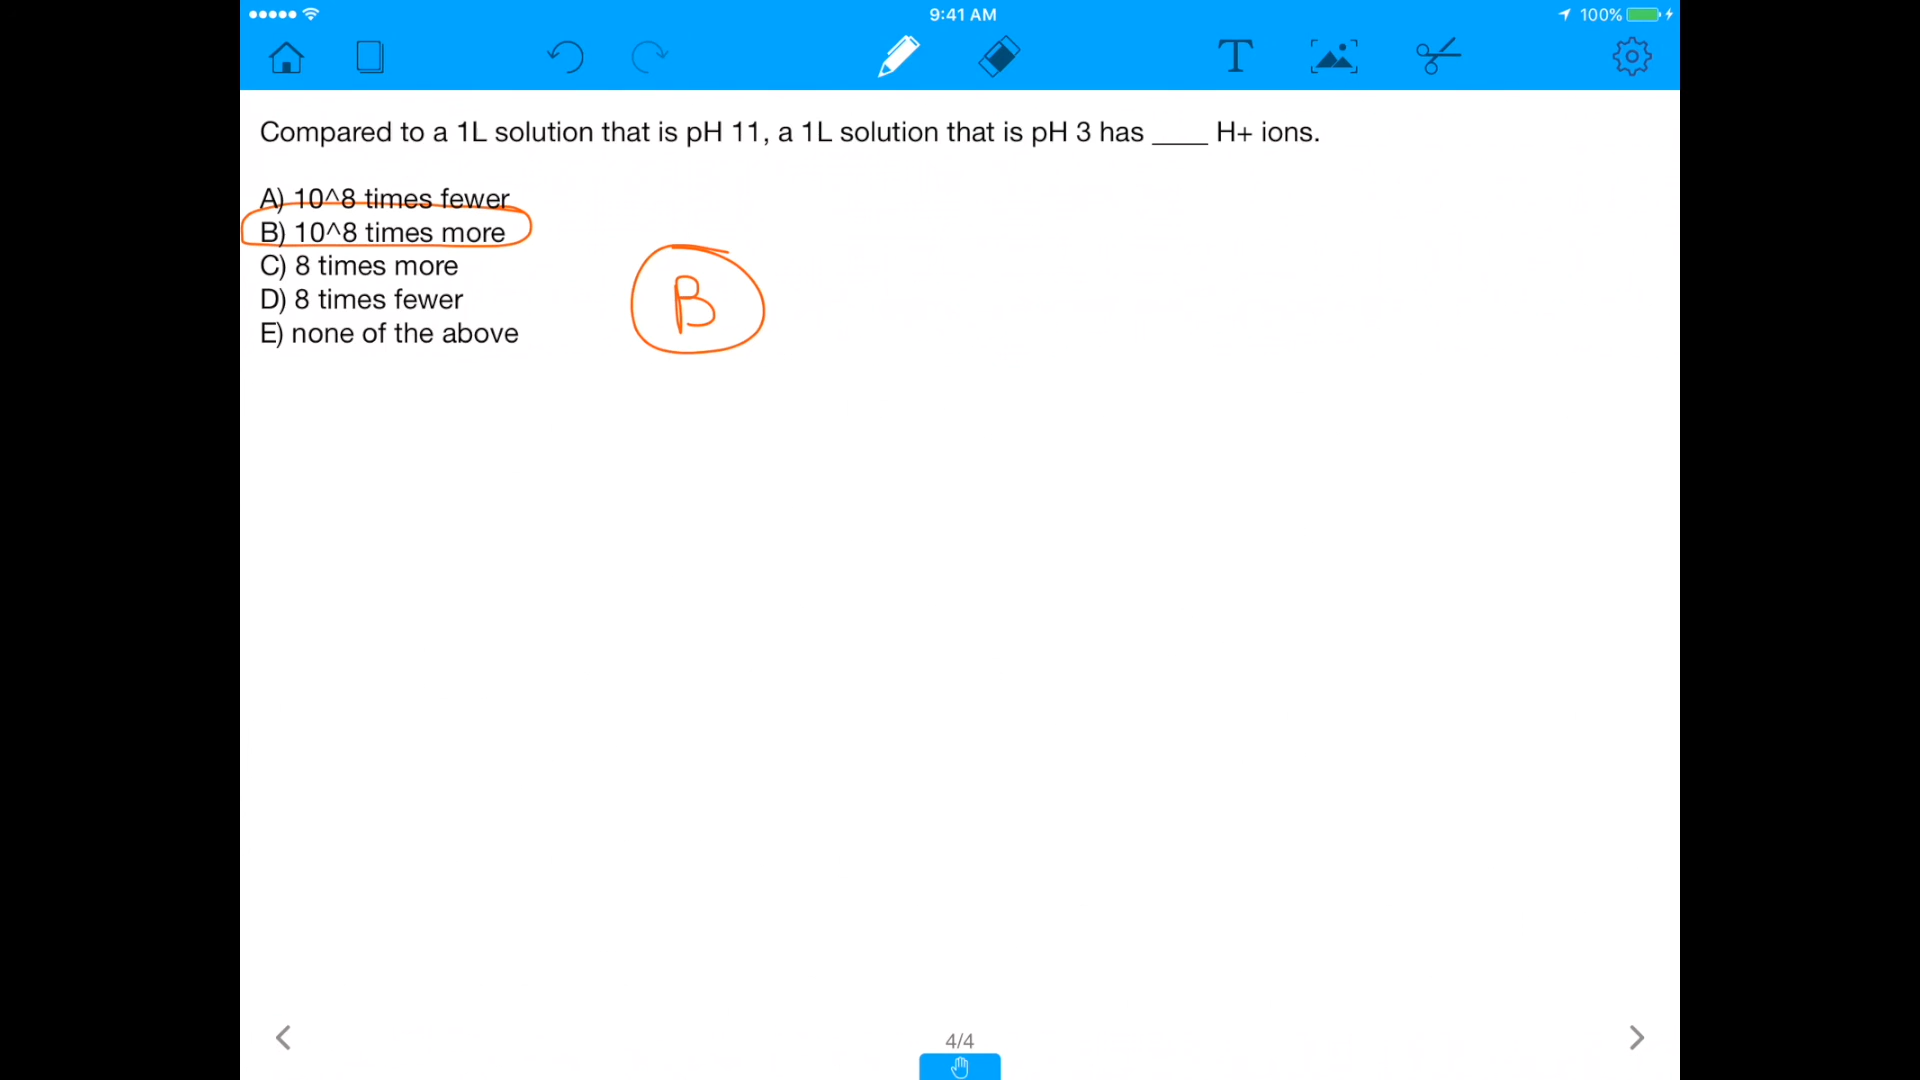 9:41 AM
100%
T
Compared to a 1L solution that is pH 11, a 1L solution that is pH 3 has ____ H+ ions.
A) 10^8 times fewer
B) 10^8 times more
C) 8 times more
D) 8 times fewer
E) none of the above
B
4/4